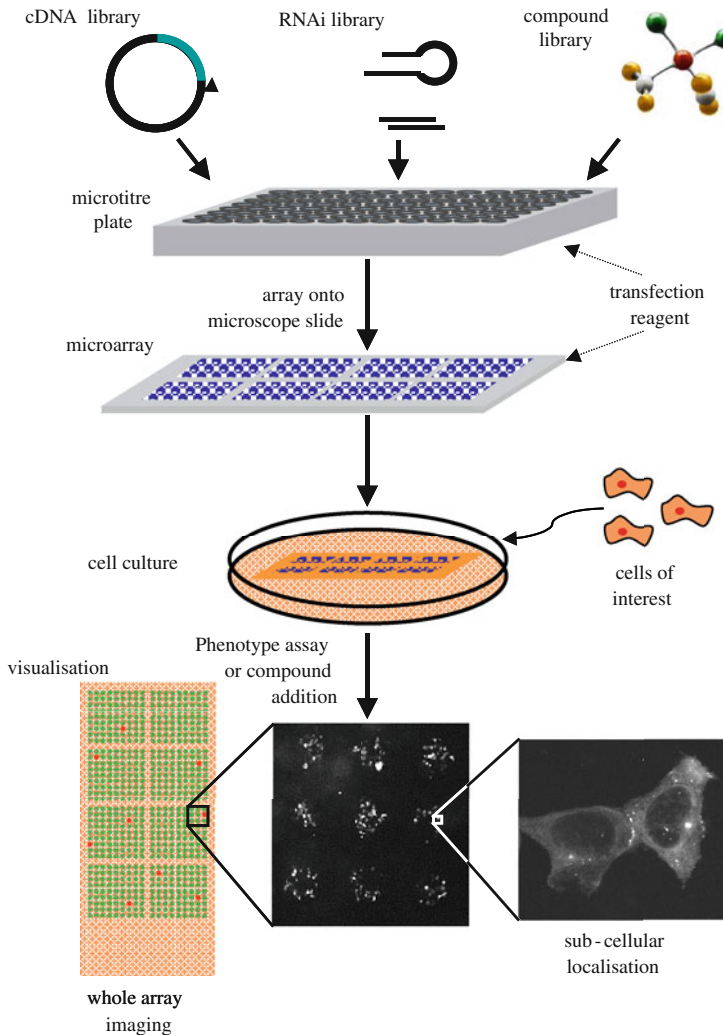 cDNA library
RNAi library
compound
library
microtitre
plate
array onto
microscope slide
transfection
reagent
microarray
cell culture
cells of
interest
Phenotype assay
or compound
addition
visualisation
sub-cellular
localisation
whole array
imaging